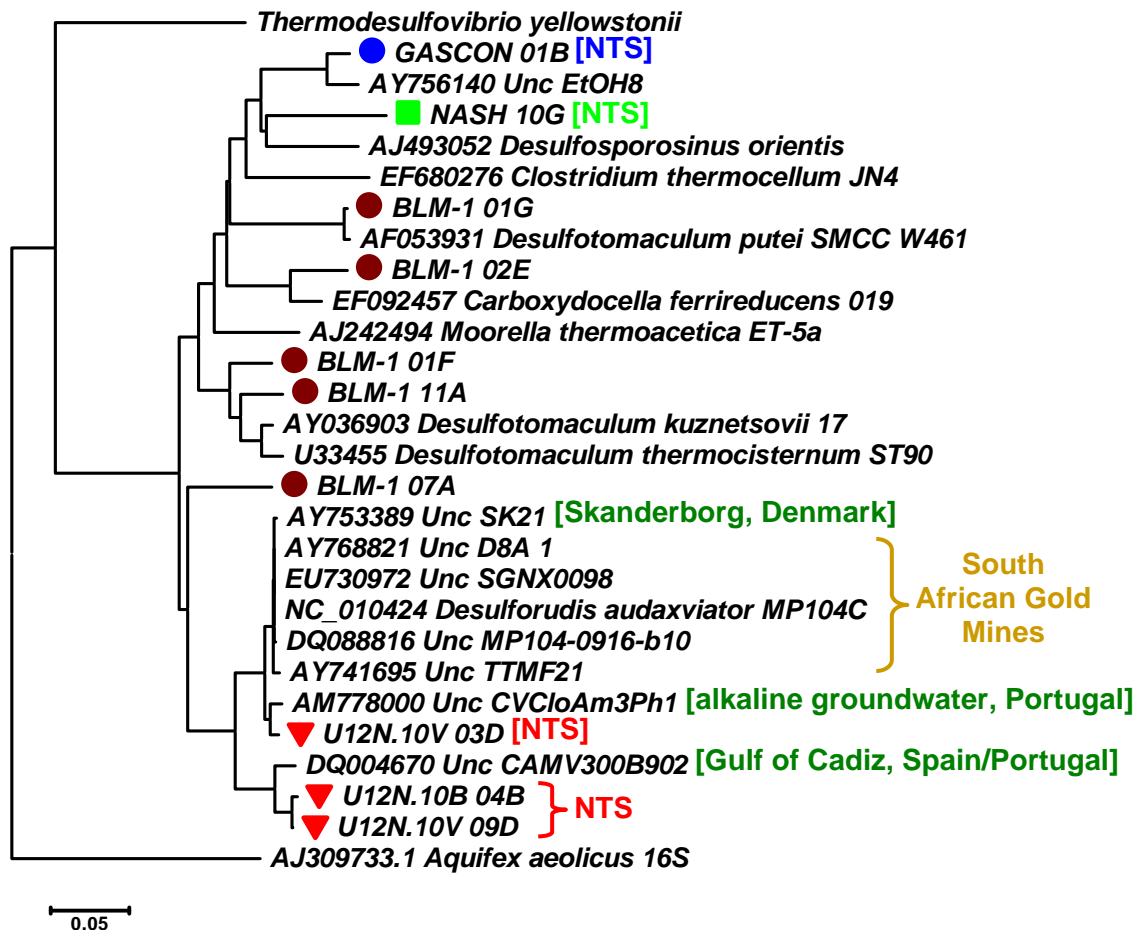 Thermodesulfovibrio yellowstonii
GASCON 01B [NTS]
AY756140 Unc EtOH8
NASH 10G [NTS]
AJ493052 Desulfosporosinus orientis
EF680276 Clostridium thermocellum JN4
BLM-1 01G
AF053931 Desulfotomaculum putei SMCC W461
BLM-1 02E
EF092457 Carboxydocella ferrireducens 019
AJ242494 Moorella thermoacetica ET-5a
BLM-1 01F
BLM-1 11A
AY036903 Desulfotomaculum kuznetsovii 17
U33455 Desulfotomaculum thermocisternum ST90
BLM-1 07A
AY753389 Unc SK21 [Skanderborg, Denmark]
AY768821 Unc D8A 1
EU730972 Unc SGNX0098
NC_010424 Desulforudis audaxviator MP104C
DQ088816 Unc MP104-0916-b10
AY741695 Unc TTMF21
South
African Gold
Mines
AM778000 Unc CVCloAm3Ph1 [alkaline groundwater, Portugal]
U12N.10V 03D [NTS]
DQ004670 Unc CAMV300B902 [Gulf of Cadiz, Spain/Portugal]
U12N.10B 04B
U12N.10V 09D
NTS
AJ309733.1 Aquifex aeolicus 16S
0.05